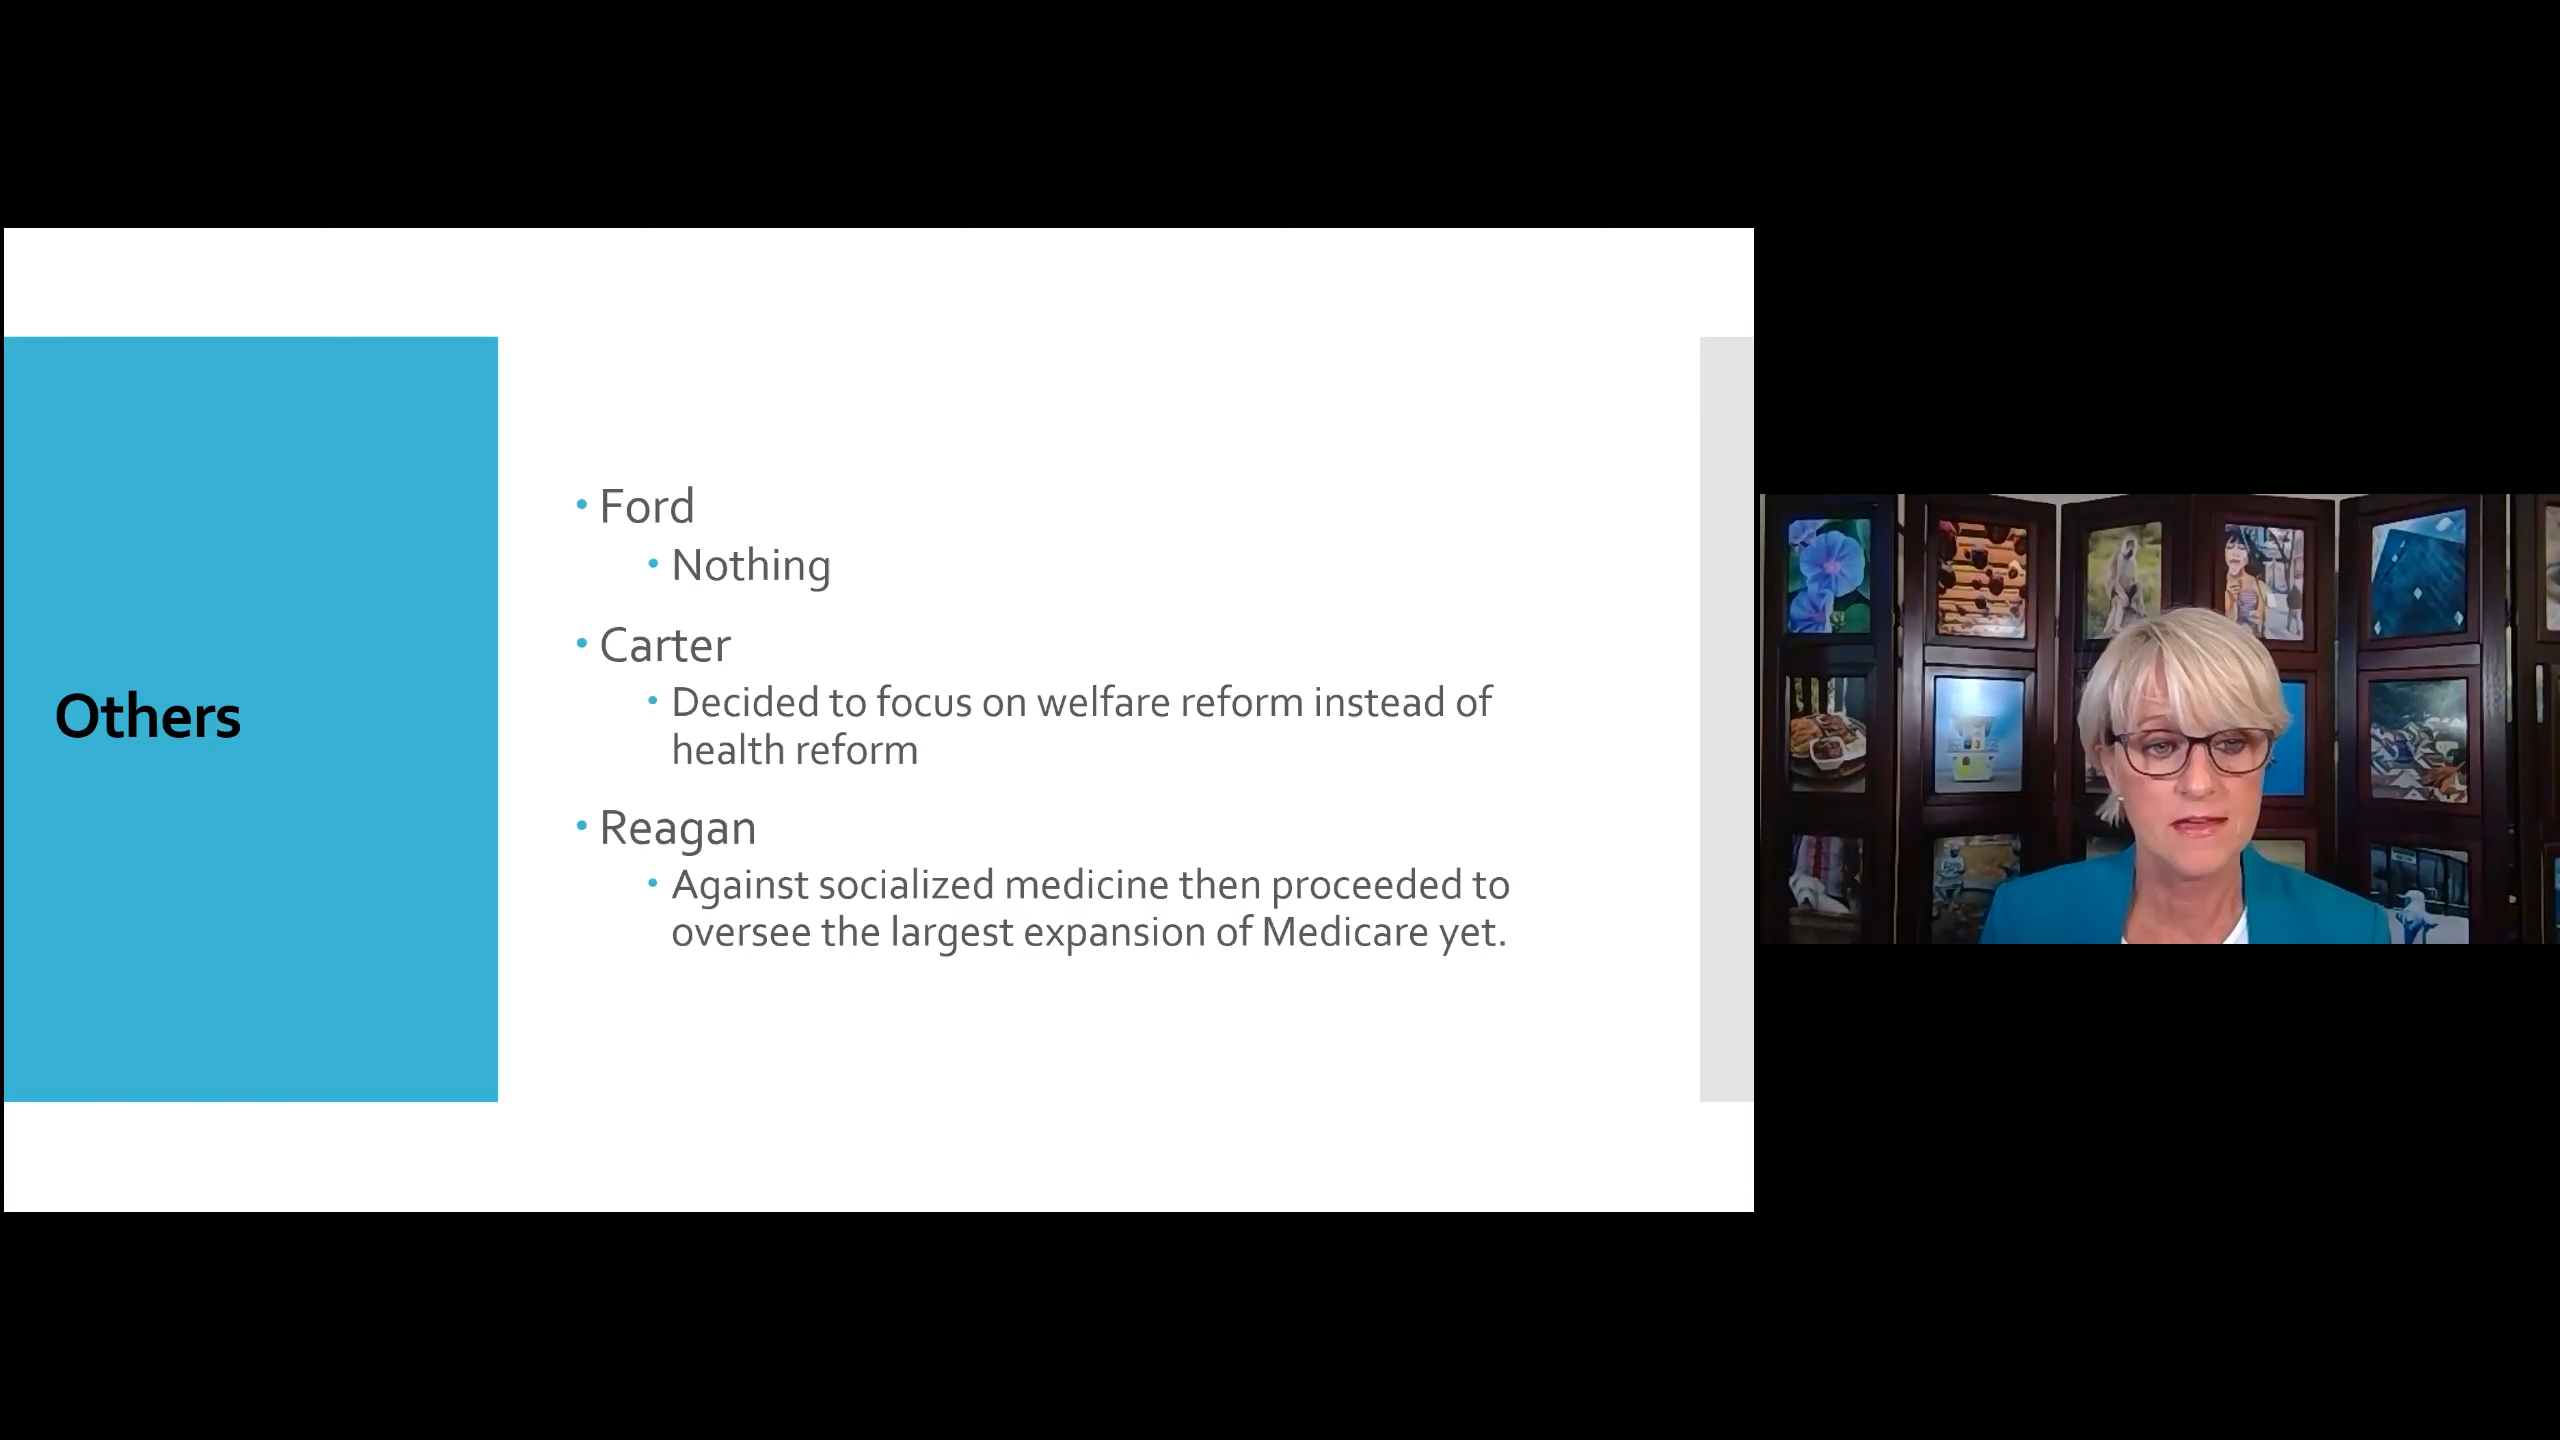 Others
• Ford
• Nothing
• Carter
• Decided to focus on welfare reform instead of
health reform
• Reagan
• Against socialized medicine then proceeded to
oversee the largest expansion of Medicare yet.